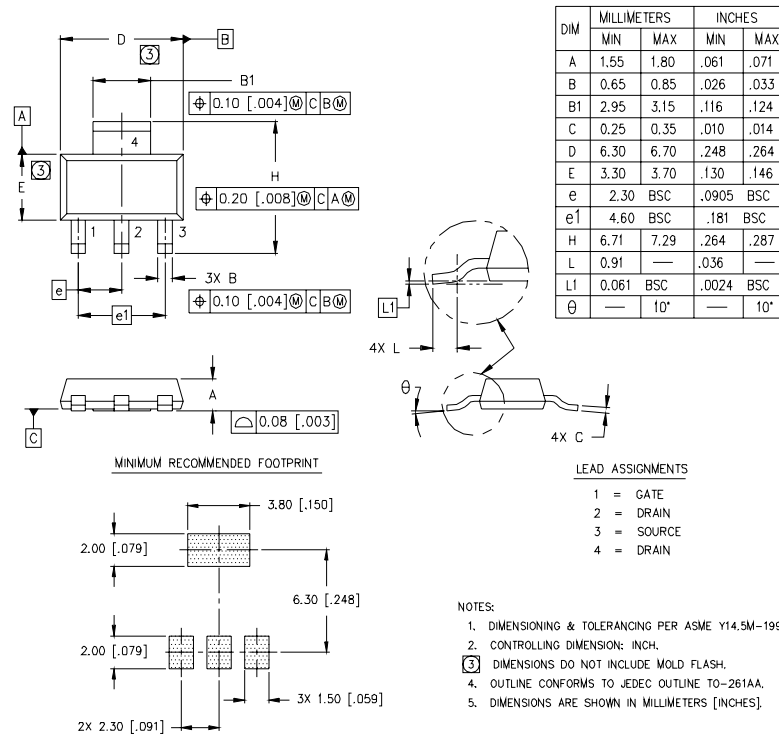 D
B
3
B1
⌖ 0.10 [.004]Ⓜ C BⓂ
A
4
3
E
H
⌖ 0.20 [.008]Ⓜ C AⓂ
1 2 3
3X B
e
⌖ 0.10 [.004]Ⓜ C BⓂ
e1
L1
4X L
A
θ
C
⌓ 0.08 [.003]
4X C
DIM MILLIMETERS INCHES
MIN MAX MIN MAX
A 1.55 1.80 .061 .071
B 0.65 0.85 .026 .033
B1 2.95 3.15 .116 .124
C 0.25 0.35 .010 .014
D 6.30 6.70 .248 .264
E 3.30 3.70 .130 .146
e 2.30 BSC .0905 BSC
e1 4.60 BSC .181 BSC
H 6.71 7.29 .264 .287
L 0.91 — .036 —
L1 0.061 BSC .0024 BSC
θ — 10° — 10°
MINIMUM RECOMMENDED FOOTPRINT
3.80 [.150]
2.00 [.079]
6.30 [.248]
2.00 [.079]
3X 1.50 [.059]
2X 2.30 [.091]
LEAD ASSIGNMENTS
1 = GATE
2 = DRAIN
3 = SOURCE
4 = DRAIN
NOTES:
1. DIMENSIONING & TOLERANCING PER ASME Y14.5M-199
2. CONTROLLING DIMENSION: INCH.
3 DIMENSIONS DO NOT INCLUDE MOLD FLASH.
4. OUTLINE CONFORMS TO JEDEC OUTLINE TO-261AA.
5. DIMENSIONS ARE SHOWN IN MILLIMETERS [INCHES].